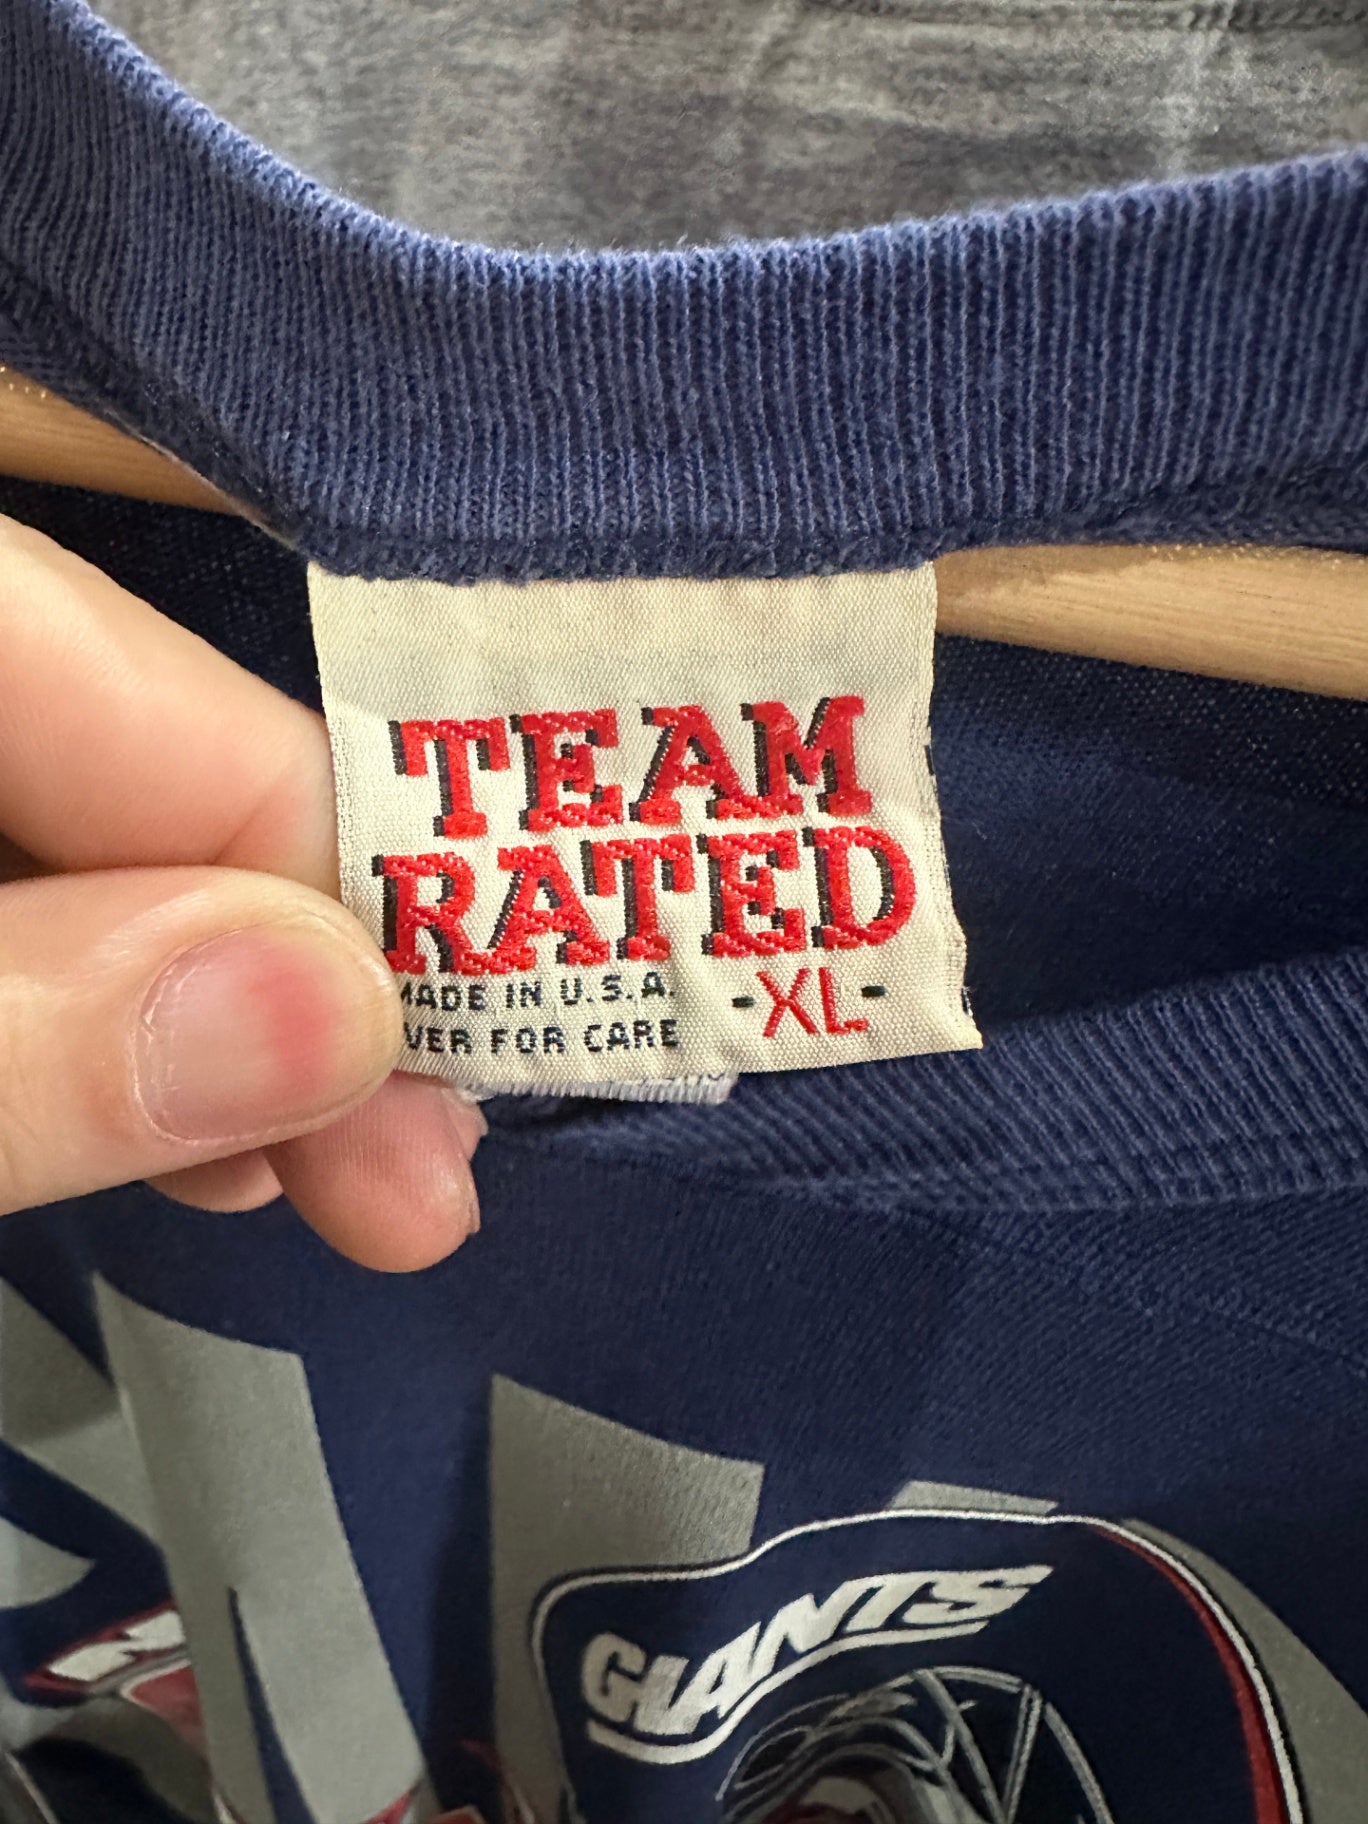 TEAM
RATED
MADE IN U.S.A.
-XL-
VER FOR CARE
GIANTS